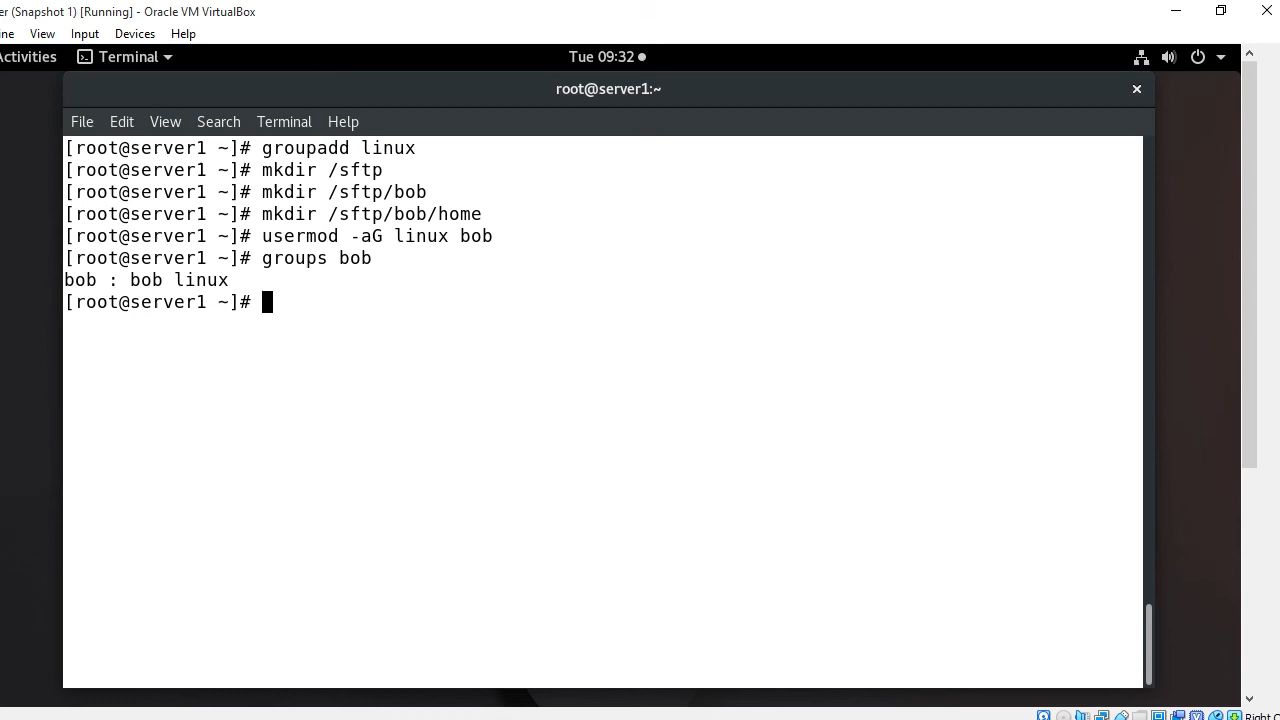 er (Snapshot 1) [Running] - Oracle VM VirtualBox
ine View Input Devices Help
Activities Terminal Tue 09:32
root@server1:~
File Edit View Search Terminal Help
[root@server1 ~]# groupadd linux
[root@server1 ~]# mkdir /sftp
[root@server1 ~]# mkdir /sftp/bob
[root@server1 ~]# mkdir /sftp/bob/home
[root@server1 ~]# usermod -aG linux bob
[root@server1 ~]# groups bob
bob : bob linux
[root@server1 ~]#
Right C